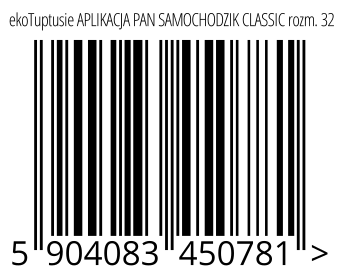 ekoTuptusie APLIKACJA PAN SAMOCHODZIK CLASSIC rozm. 32
5 904083 450781 >